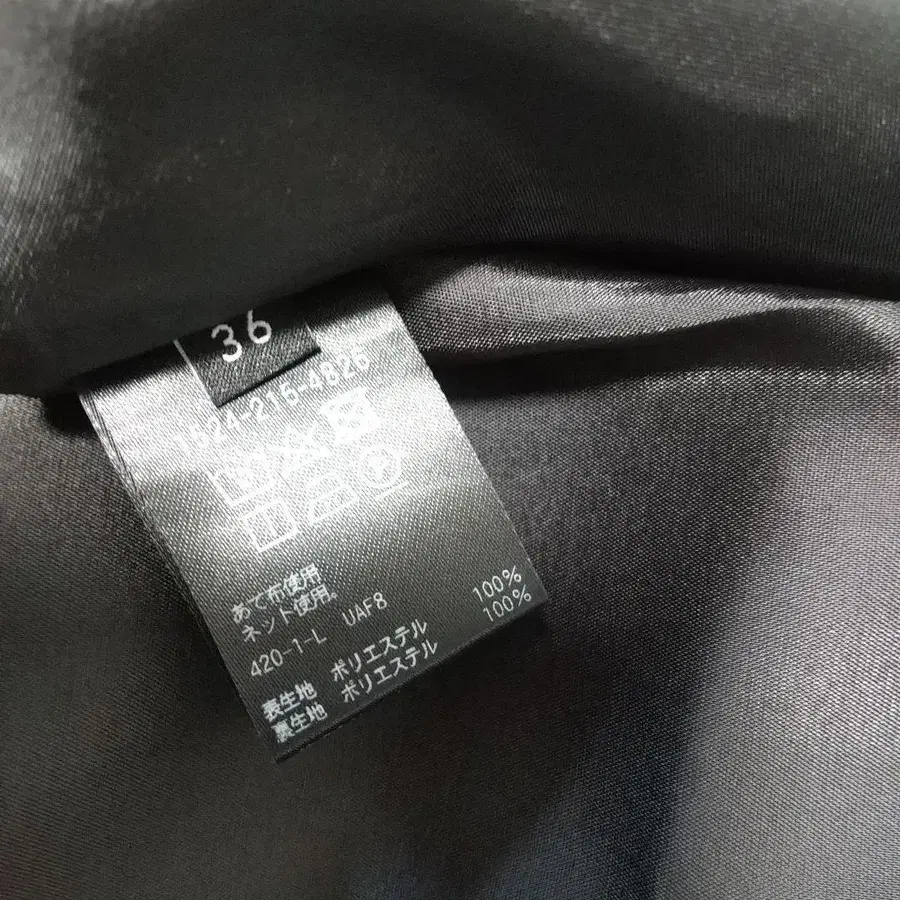 36
1624-215-4826
あて布使用
ネット使用。
420-1-L UAF8
表生地 ポリエステル 100%
裏生地 ポリエステル 100%